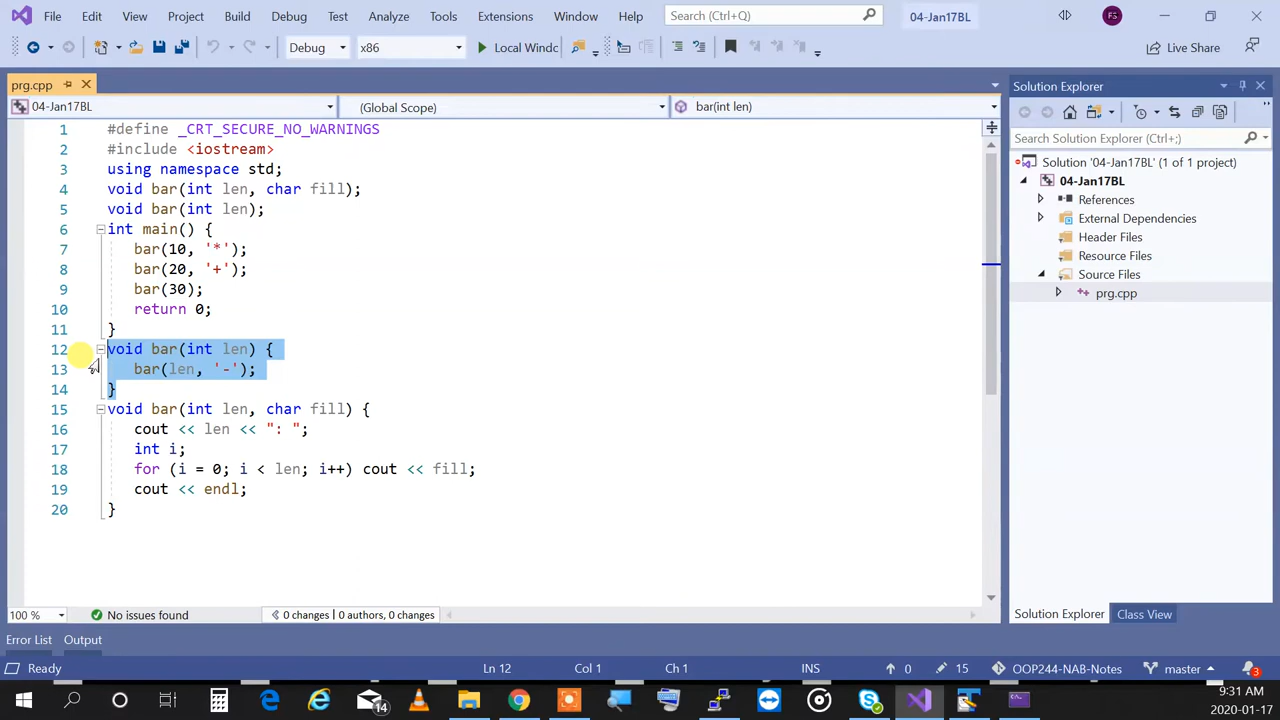 File Edit View Project Build Debug Test Analyze Tools Extensions Window Help Search (Ctrl+Q) 04-Jan17BL FS
Debug x86 Local Windc Live Share
prg.cpp
04-Jan17BL (Global Scope) bar(int len)
1 #define _CRT_SECURE_NO_WARNINGS
2 #include <iostream>
3 using namespace std;
4 void bar(int len, char fill);
5 void bar(int len);
6 int main() {
7 bar(10, '*');
8 bar(20, '+');
9 bar(30);
10 return 0;
11 }
12 void bar(int len) {
13 bar(len, '-');
14 }
15 void bar(int len, char fill) {
16 cout << len << ": ";
17 int i;
18 for (i = 0; i < len; i++) cout << fill;
19 cout << endl;
20 }
Solution Explorer
Search Solution Explorer (Ctrl+;)
Solution '04-Jan17BL' (1 of 1 project)
04-Jan17BL
References
External Dependencies
Header Files
Resource Files
Source Files
prg.cpp
100 % No issues found 0 changes | 0 authors, 0 changes
Solution Explorer Class View
Error List Output
Ready Ln 12 Col 1 Ch 1 INS 0 15 OOP244-NAB-Notes master 3
14
9:31 AM
2020-01-17